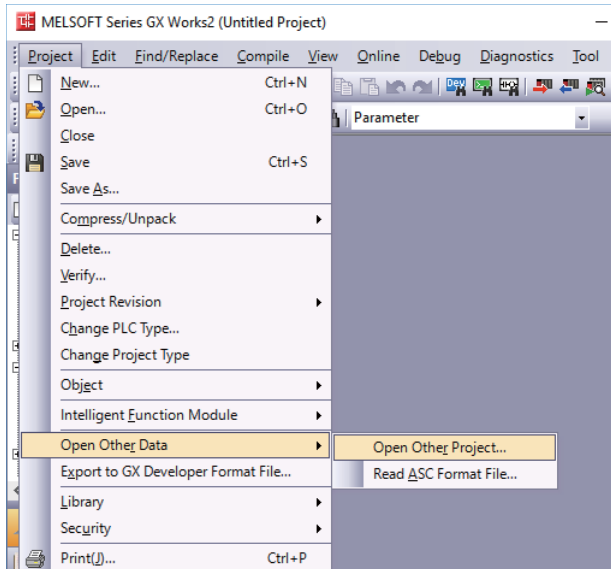 MELSOFT Series GX Works2 (Untitled Project)
Project Edit Find/Replace Compile View Online Debug Diagnostics Tool
New... Ctrl+N
Open... Ctrl+O
Parameter
Close
Save Ctrl+S
Save As...
Compress/Unpack
Delete...
Verify...
Project Revision
Change PLC Type...
Change Project Type
Object
Intelligent Function Module
Open Other Data
Open Other Project...
Export to GX Developer Format File...
Read ASC Format File...
Library
Security
Print(J)... Ctrl+P